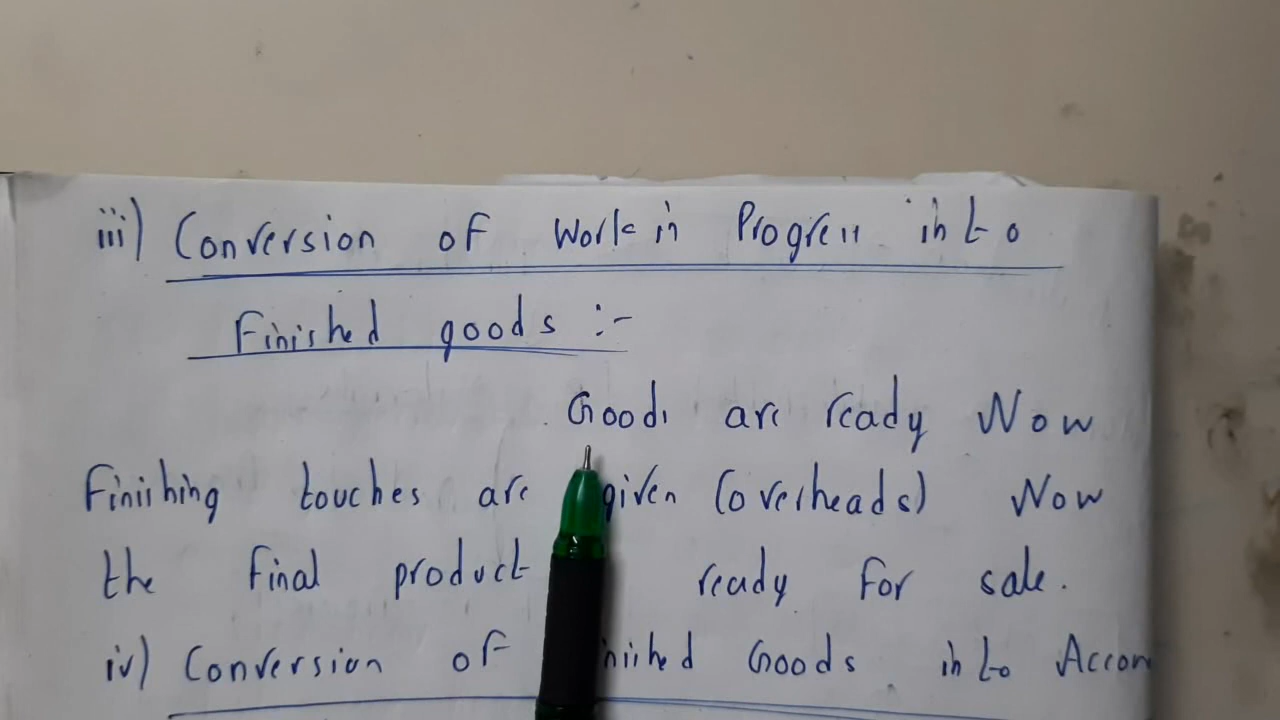 iii) Conversion of Work in Progress into
Finished goods :-
Goods are ready Now
Finishing touches are given (overheads) Now
the final product ready for sale.
iv) Conversion of Goods into